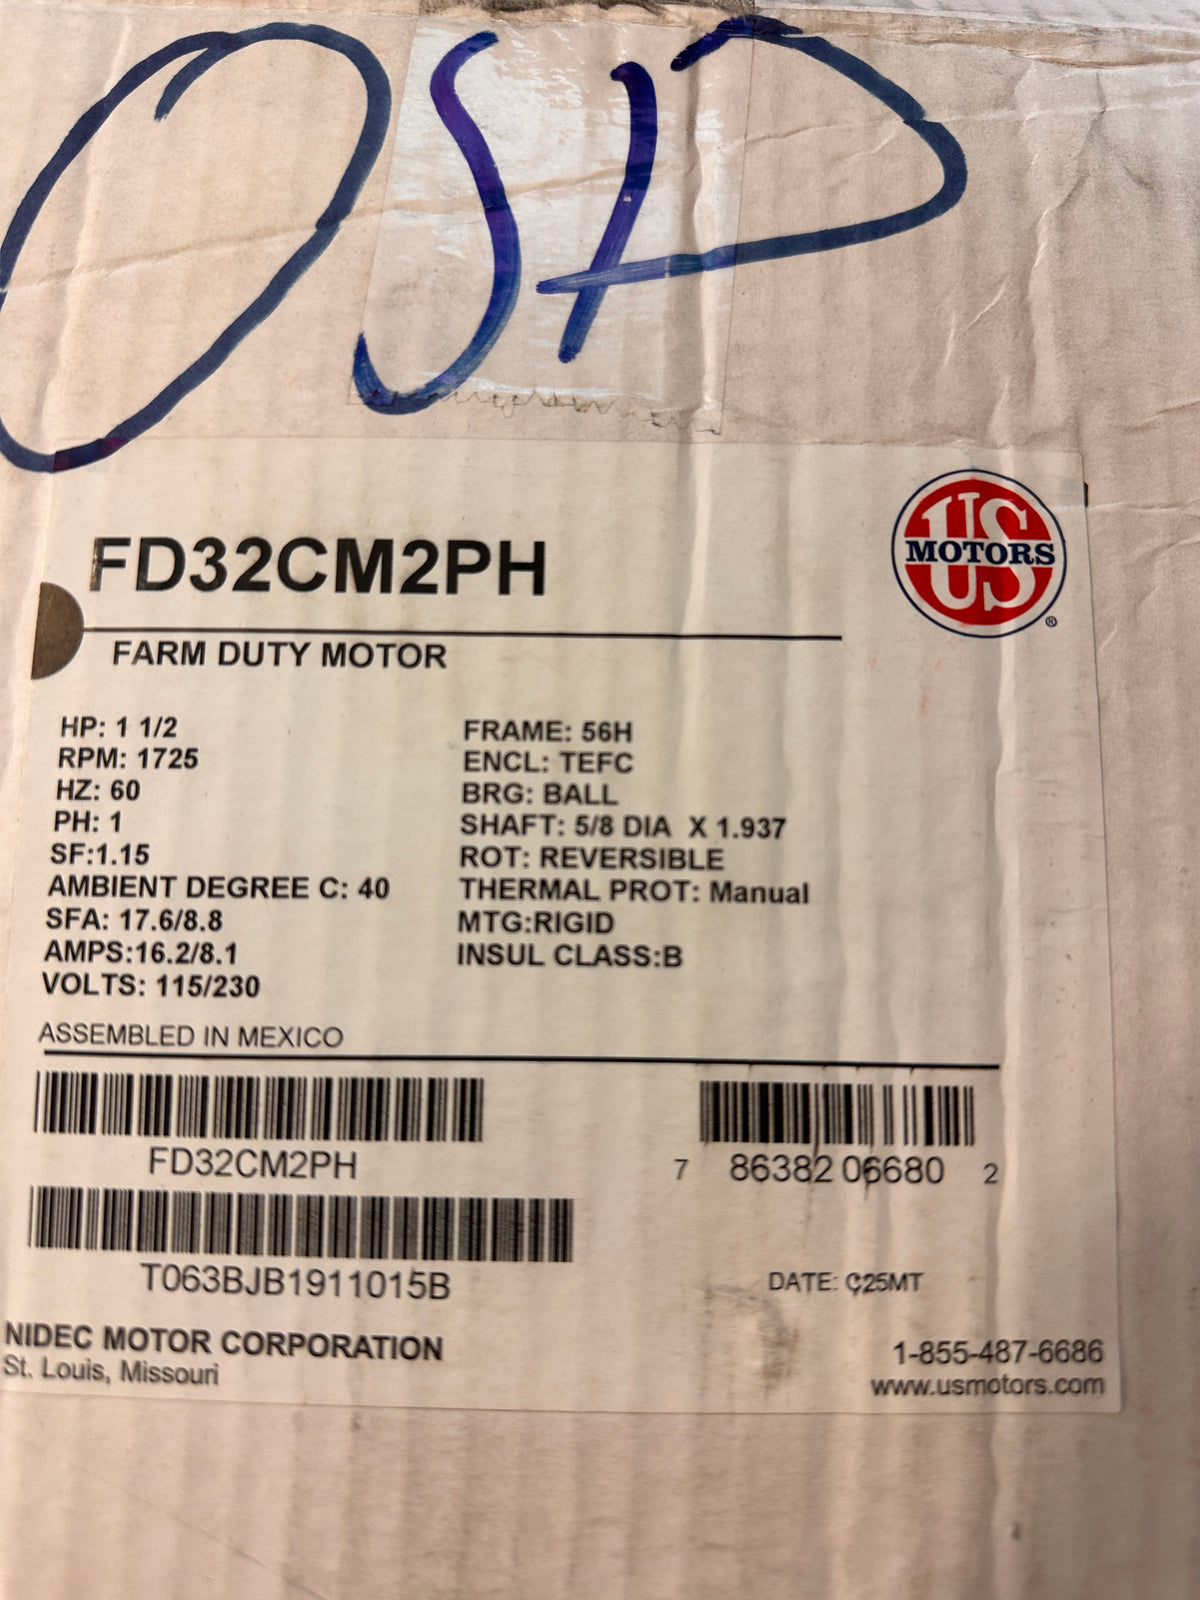 OSP
FD32CM2PH
US
MOTORS
®
FARM DUTY MOTOR
HP: 1 1/2
RPM: 1725
HZ: 60
PH: 1
SF:1.15
AMBIENT DEGREE C: 40
SFA: 17.6/8.8
AMPS:16.2/8.1
VOLTS: 115/230
FRAME: 56H
ENCL: TEFC
BRG: BALL
SHAFT: 5/8 DIA X 1.937
ROT: REVERSIBLE
THERMAL PROT: Manual
MTG:RIGID
INSUL CLASS:B
ASSEMBLED IN MEXICO
FD32CM2PH
7 86382 06680 2
T063BJB1911015B
DATE: C25MT
NIDEC MOTOR CORPORATION
St. Louis, Missouri
1-855-487-6686
www.usmotors.com